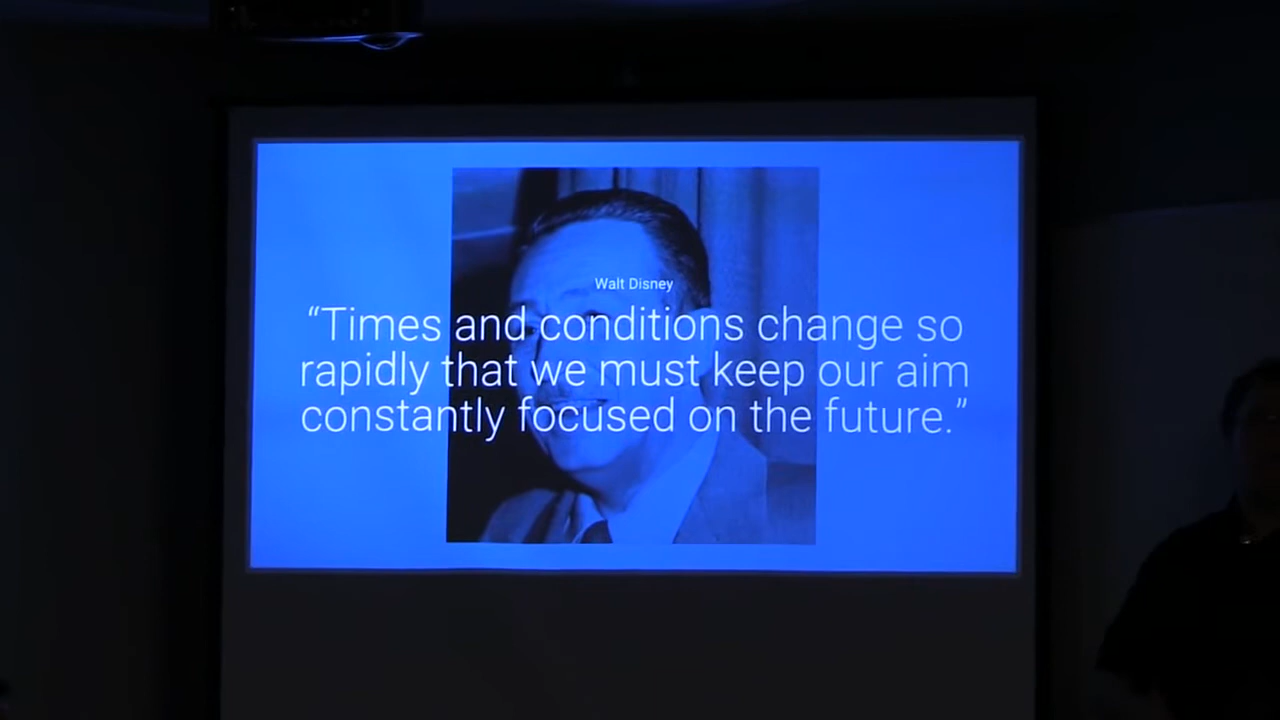 Walt Disney
“Times and conditions change so
rapidly that we must keep our aim
constantly focused on the future.”